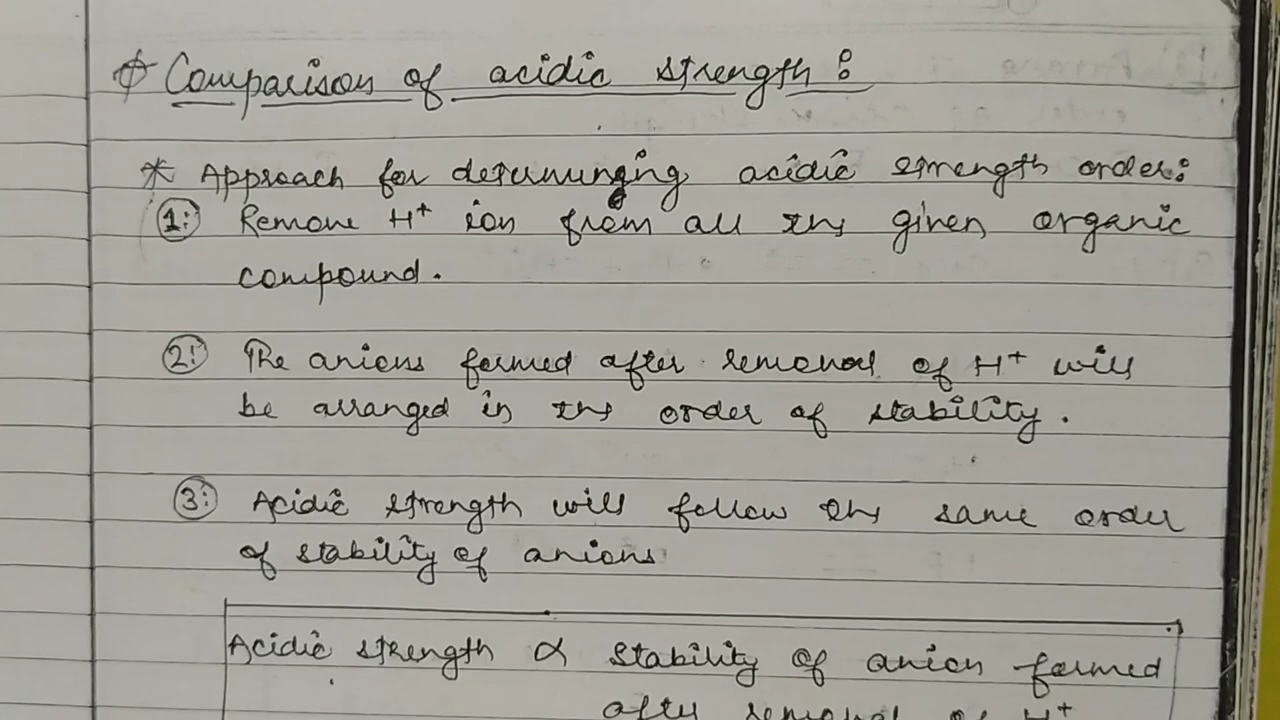 Comparison of acidic strength :
* Approach for determining acidic strength order:
1: Remove H+ ion from all the given organic
compound.
2: The anions formed after removal of H+ will
be arranged in the order of stability.
3: Acidic strength will follow the same order
of stability of anions
Acidic strength ∝ stability of anion formed
after removal of H+